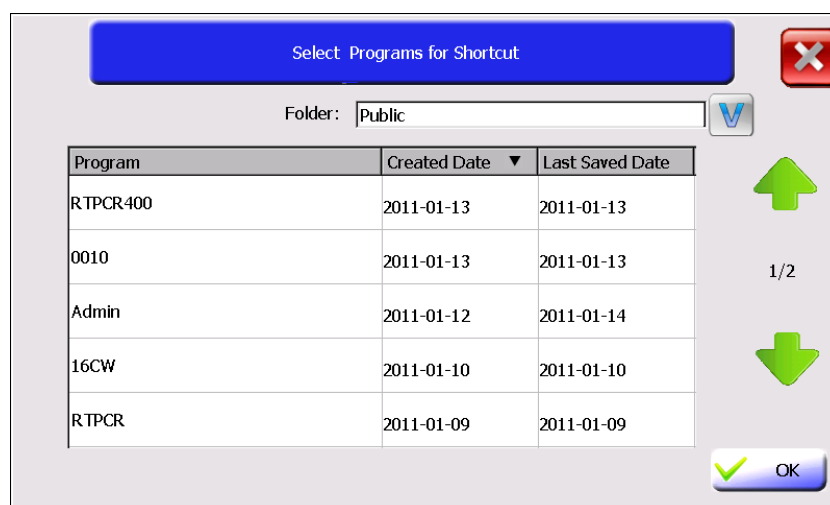 Select Programs for Shortcut
Folder: Public
Program Created Date ▼ Last Saved Date
RTPCR400 2011-01-13 2011-01-13
0010 2011-01-13 2011-01-13
1/2
Admin 2011-01-12 2011-01-14
16CW 2011-01-10 2011-01-10
RTPCR 2011-01-09 2011-01-09
OK